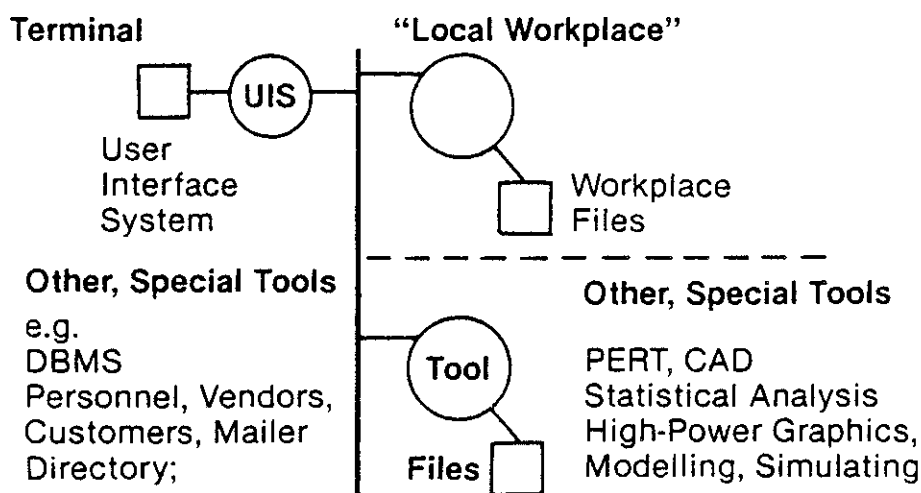 Terminal
"Local Workplace"
UIS
User
Interface
System
Workplace
Files
Other, Special Tools
e.g.
DBMS
Personnel, Vendors,
Customers, Mailer
Directory;
Tool
Files
Other, Special Tools
PERT, CAD
Statistical Analysis
High-Power Graphics,
Modelling, Simulating